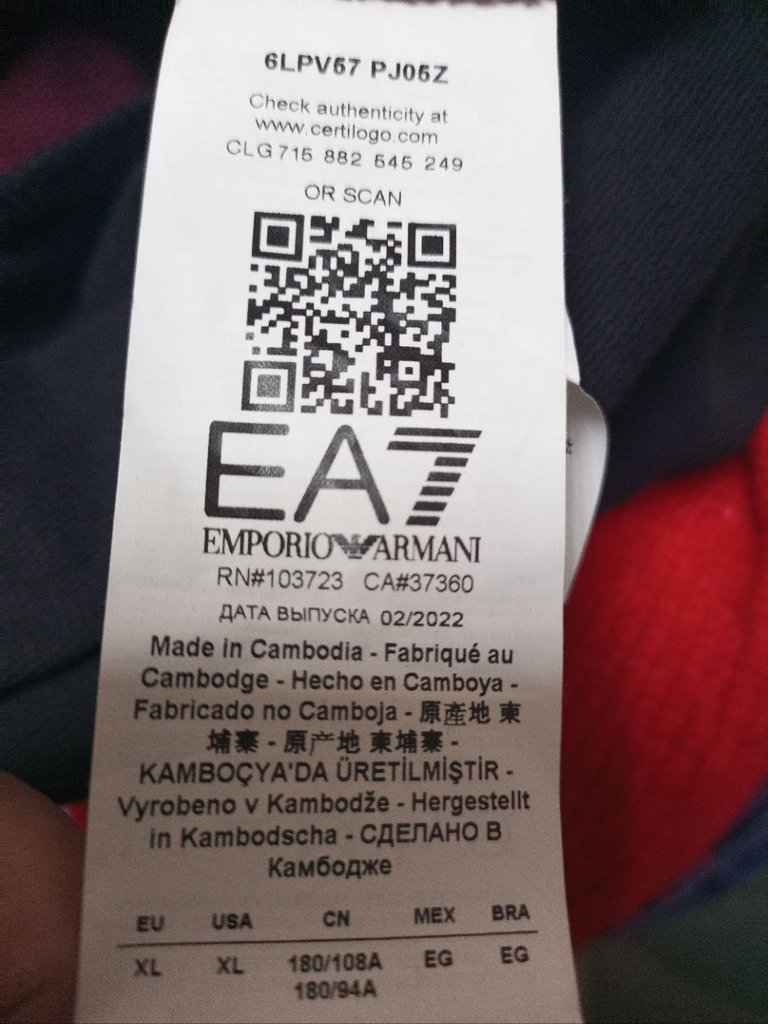 6LPV57 PJ05Z
Check authenticity at
www.certilogo.com
CLG 715 882 545 249
OR SCAN
EA7
EMPORIO ARMANI
RN#103723 CA#37360
ДАТА ВЫПУСКА 02/2022
Made in Cambodia - Fabriqué au
Cambodge - Hecho en Camboya -
Fabricado no Camboja - 原產地 柬
埔寨 - 原产地 柬埔寨 -
KAMBOÇYA'DA ÜRETİLMİŞTİR -
Vyrobeno v Kambodže - Hergestellt
in Kambodscha - СДЕЛАНО В
Камбодже
EU USA CN MEX BRA
XL XL 180/108A EG EG
180/94A